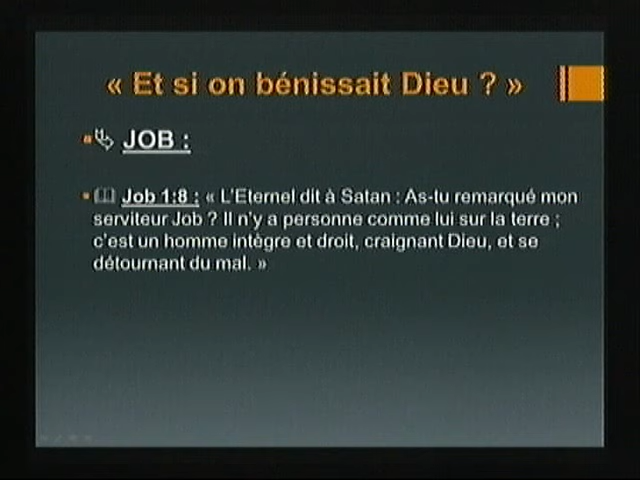 « Et si on bénissait Dieu ? »
JOB :
Job 1:8 : « L'Eternel dit à Satan : As-tu remarqué mon
serviteur Job ? Il n'y a personne comme lui sur la terre ;
c'est un homme intègre et droit, craignant Dieu, et se
détournant du mal. »